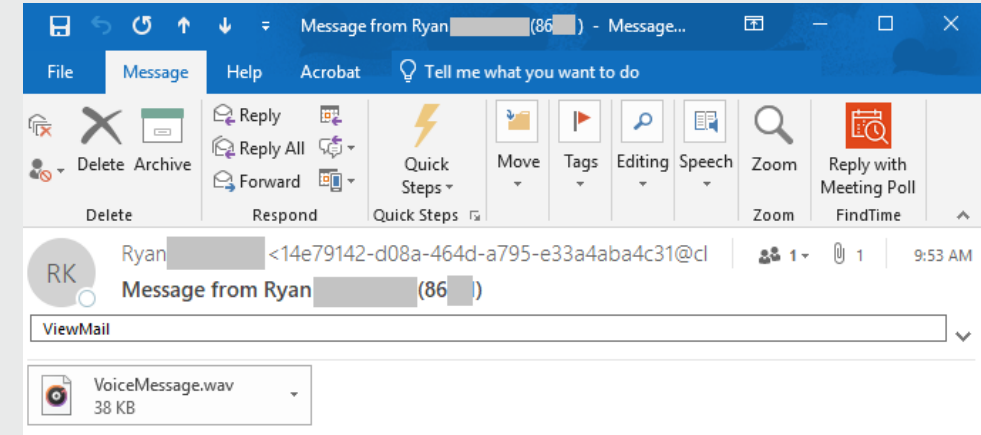 Message from Ryan (86 ) - Message...
File Message Help Acrobat Tell me what you want to do
Delete Archive
Reply
Reply All
Forward
Quick Steps
Move
Tags
Editing
Speech
Zoom
Reply with Meeting Poll
Delete Respond Quick Steps Zoom FindTime
Ryan <14e79142-d08a-464d-a795-e33a4aba4c31@cl 1 1 9:53 AM
RK
Message from Ryan (86 )
ViewMail
VoiceMessage.wav
38 KB